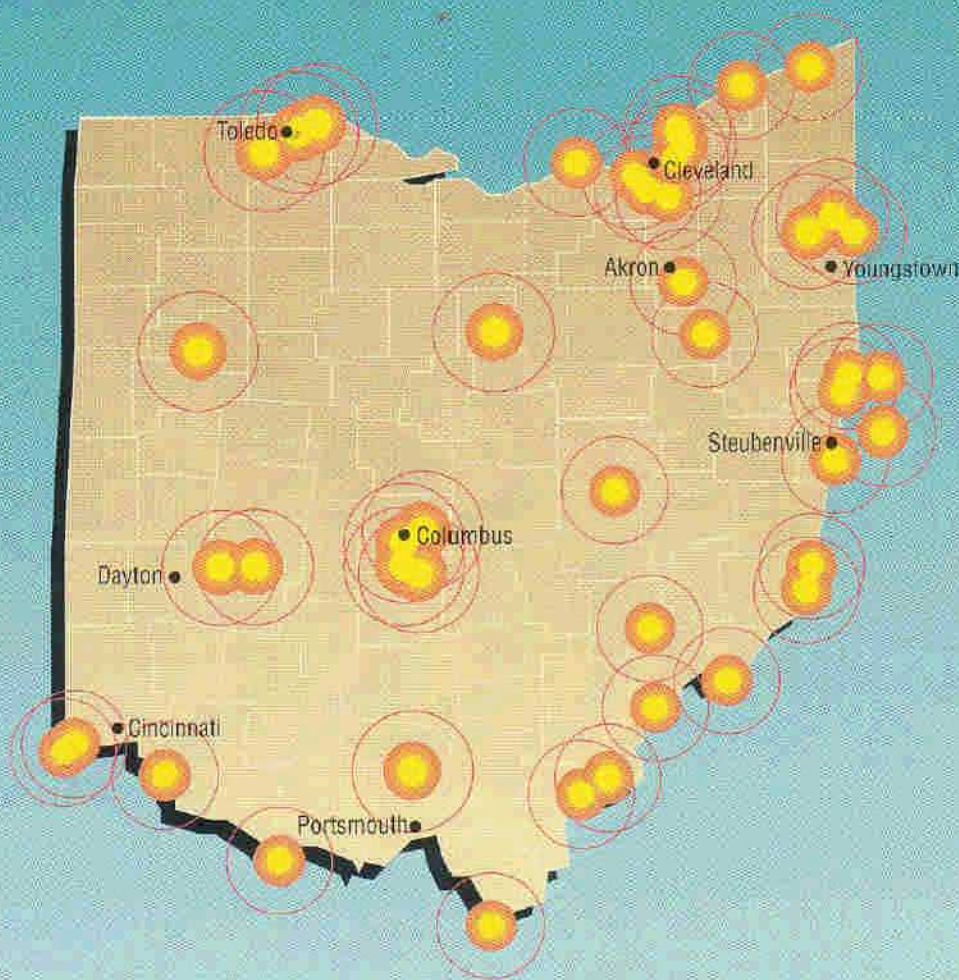 Toledo
Cleveland
Akron
Youngstown
Steubenville
Columbus
Dayton
Cincinnati
Portsmouth